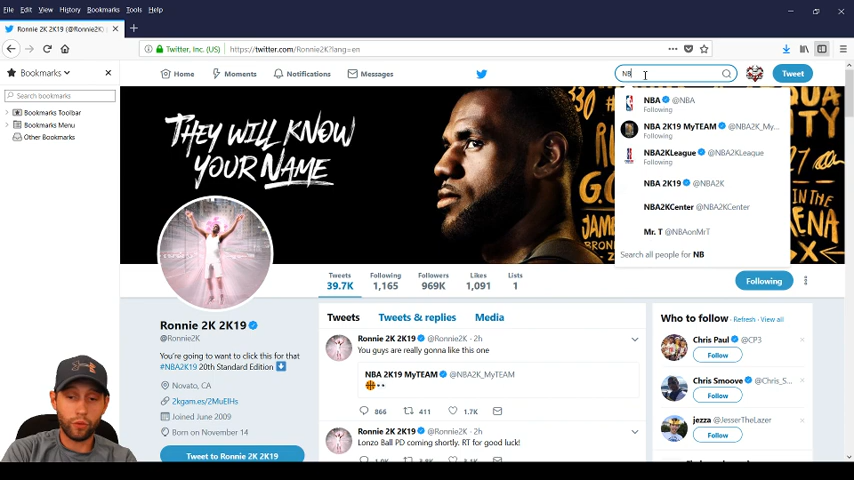 File Edit View History Bookmarks Tools Help
Ronnie 2K 2K19 (@Ronnie2K)
Twitter, Inc. (US) https://twitter.com/Ronnie2K?lang=en
Bookmarks
Search bookmarks
Bookmarks Toolbar
Bookmarks Menu
Other Bookmarks
Home Moments Notifications Messages
NB
Tweet
NBA @NBA
Following
NBA 2K19 MyTEAM @NBA2K_My...
Following
NBA2KLeague @NBA2KLeague
Following
NBA 2K19 @NBA2K
NBA2KCenter @NBA2KCenter
Mr. T @NBAonMrT
Search all people for NB
THEY WILL KNOW
YOUR NAME
Tweets Following Followers Likes Lists
39.7K 1,165 969K 1,091 1
Following
Ronnie 2K 2K19
@Ronnie2K
You're going to want to click this for that
#NBA2K19 20th Standard Edition
Novato, CA
2kgam.es/2MuElHs
Joined June 2009
Born on November 14
Tweet to Ronnie 2K 2K19
Tweets Tweets & replies Media
Ronnie 2K 2K19 @Ronnie2K · 2h
You guys are really gonna like this one
NBA 2K19 MyTEAM @NBA2K_MyTEAM
866 411 1.7K
Ronnie 2K 2K19 @Ronnie2K · 2h
Lonzo Ball PD coming shortly. RT for good luck!
Who to follow · Refresh · View all
Chris Paul @CP3
Follow
Chris Smoove @Chris_S...
Follow
jezza @JesserTheLazer
Follow